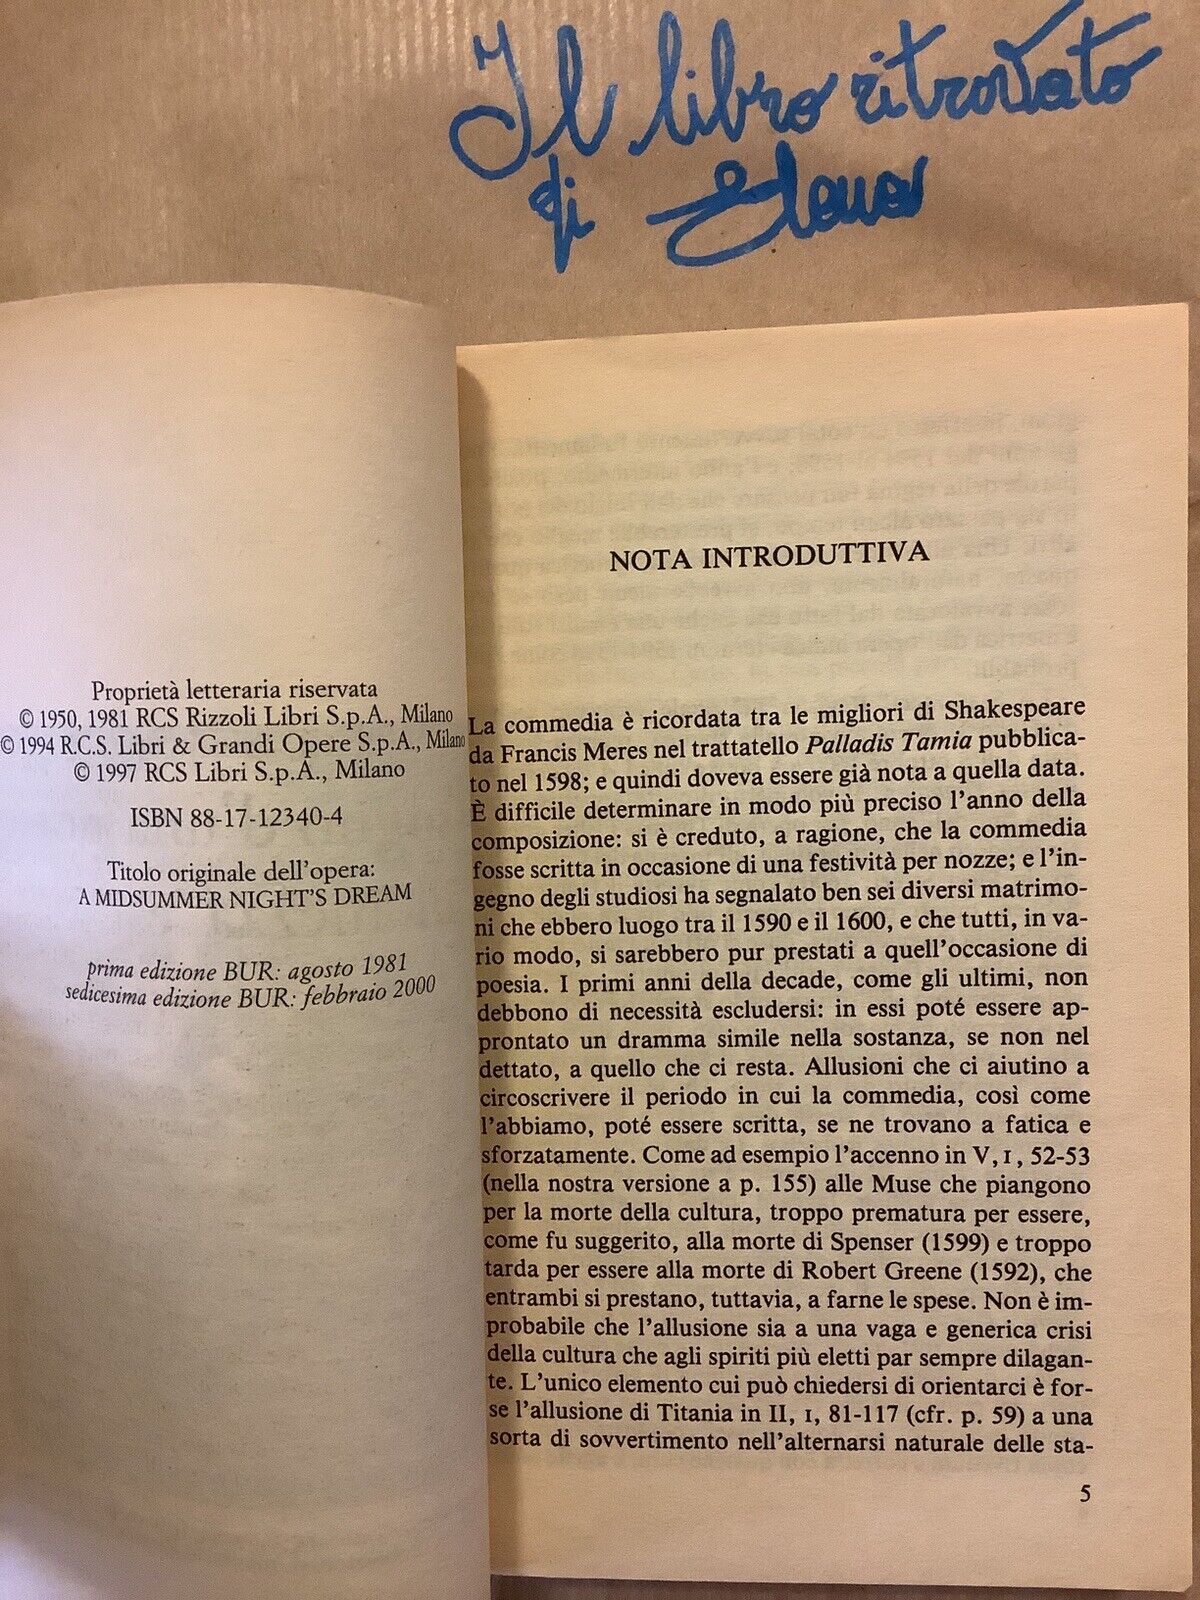 Il libro ritrovato
di Elena
Proprietà letteraria riservata
© 1950, 1981 RCS Rizzoli Libri S.p.A., Milano
© 1994 R.C.S. Libri & Grandi Opere S.p.A., Milano
© 1997 RCS Libri S.p.A., Milano
ISBN 88-17-12340-4
Titolo originale dell'opera:
A MIDSUMMER NIGHT'S DREAM
prima edizione BUR: agosto 1981
sedicesima edizione BUR: febbraio 2000
NOTA INTRODUTTIVA
La commedia è ricordata tra le migliori di Shakespeare
da Francis Meres nel trattatello Palladis Tamia pubblica-
to nel 1598; e quindi doveva essere già nota a quella data.
È difficile determinare in modo più preciso l'anno della
composizione: si è creduto, a ragione, che la commedia
fosse scritta in occasione di una festività per nozze; e l'in-
gegno degli studiosi ha segnalato ben sei diversi matrimo-
ni che ebbero luogo tra il 1590 e il 1600, e che tutti, in va-
rio modo, si sarebbero pur prestati a quell'occasione di
poesia. I primi anni della decade, come gli ultimi, non
debbono di necessità escludersi: in essi poté essere ap-
prontato un dramma simile nella sostanza, se non nel
dettato, a quello che ci resta. Allusioni che ci aiutino a
circoscrivere il periodo in cui la commedia, così come
l'abbiamo, poté essere scritta, se ne trovano a fatica e
sforzatamente. Come ad esempio l'accenno in V, I, 52-53
(nella nostra versione a p. 155) alle Muse che piangono
per la morte della cultura, troppo prematura per essere,
come fu suggerito, alla morte di Spenser (1599) e troppo
tarda per essere alla morte di Robert Greene (1592), che
entrambi si prestano, tuttavia, a farne le spese. Non è im-
probabile che l'allusione sia a una vaga e generica crisi
della cultura che agli spiriti più eletti par sempre dilagan-
te. L'unico elemento cui può chiedersi di orientarci è for-
se l'allusione di Titania in II, I, 81-117 (cfr. p. 59) a una
sorta di sovvertimento nell'alternarsi naturale delle sta-
5